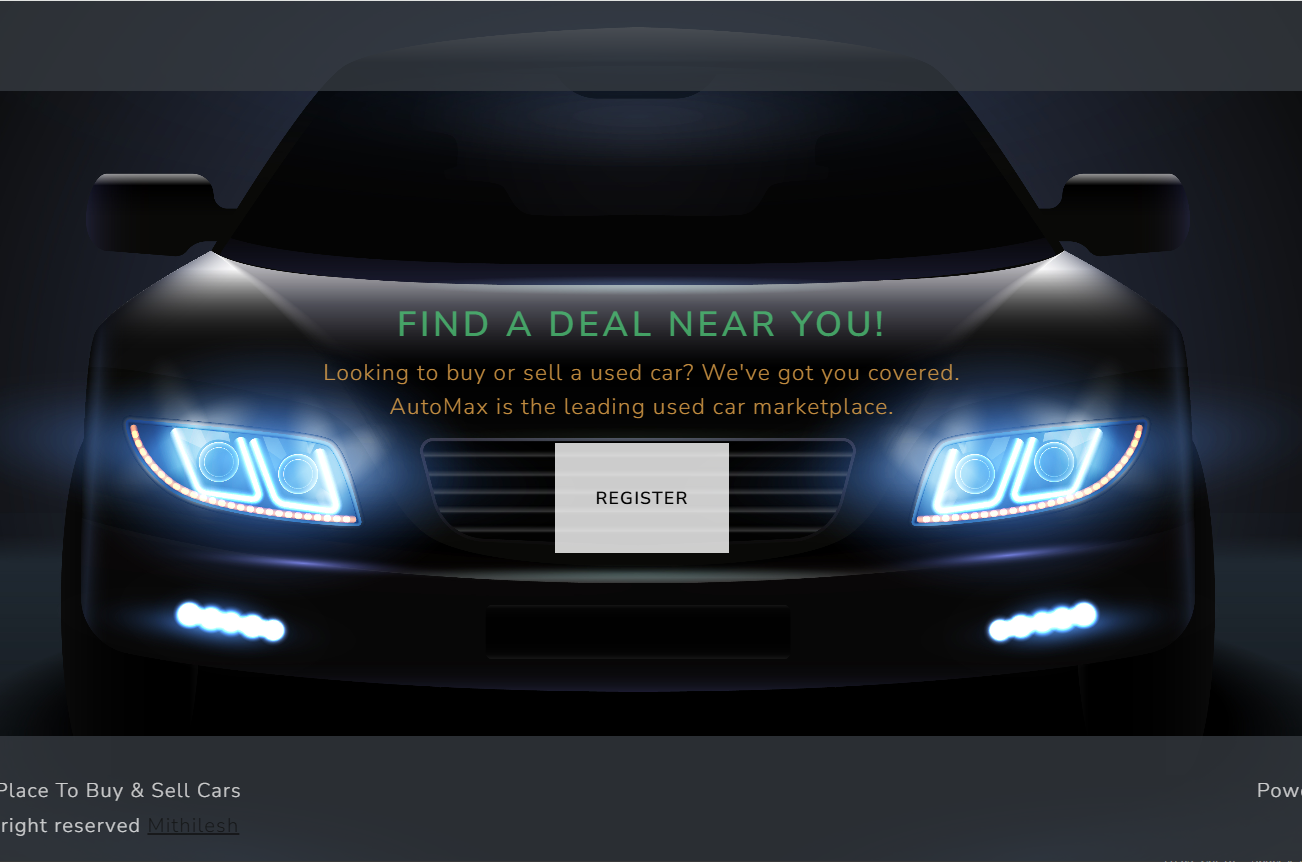 FIND A DEAL NEAR YOU!
Looking to buy or sell a used car? We've got you covered.
AutoMax is the leading used car marketplace.
REGISTER
Place To Buy & Sell Cars
right reserved Mithilesh